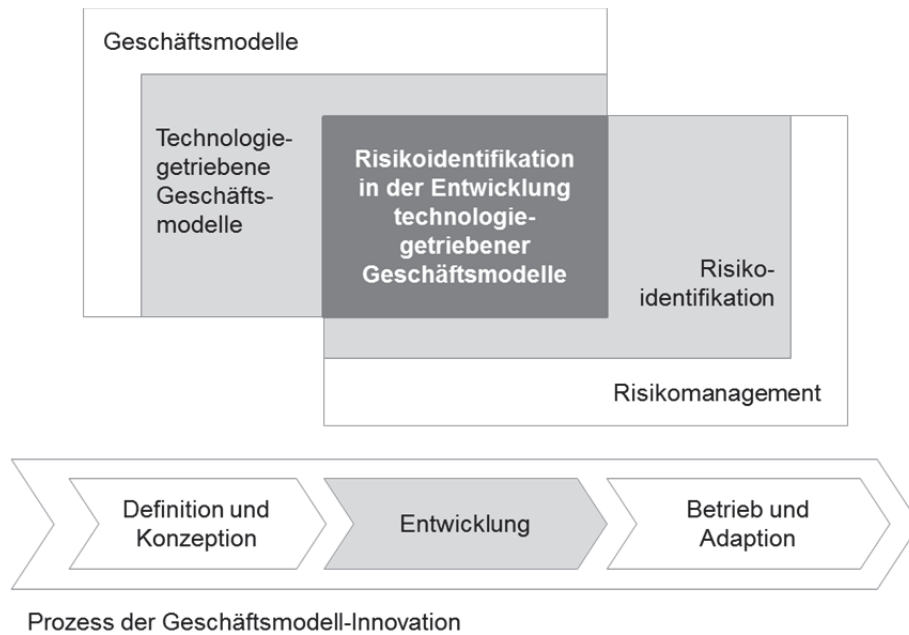 Geschäftsmodelle
Technologie-
getriebene
Geschäfts-
modelle
Risikoidentifikation
in der Entwicklung
technologie-
getriebener
Geschäftsmodelle
Risiko-
identifikation
Risikomanagement
Definition und
Konzeption
Entwicklung
Betrieb und
Adaption
Prozess der Geschäftsmodell-Innovation